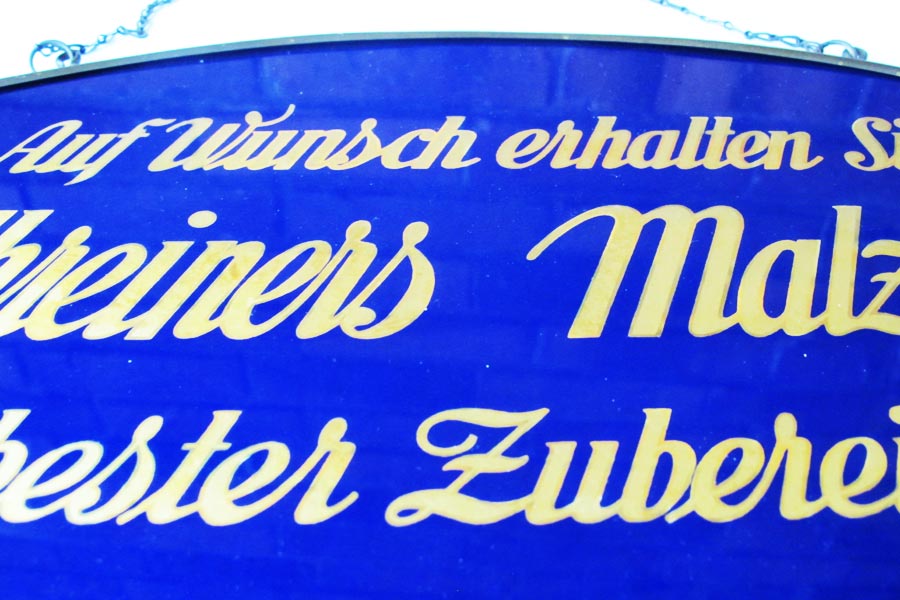 Auf Wunsch erhalten Si
hreiners Malz
bester Zuberei